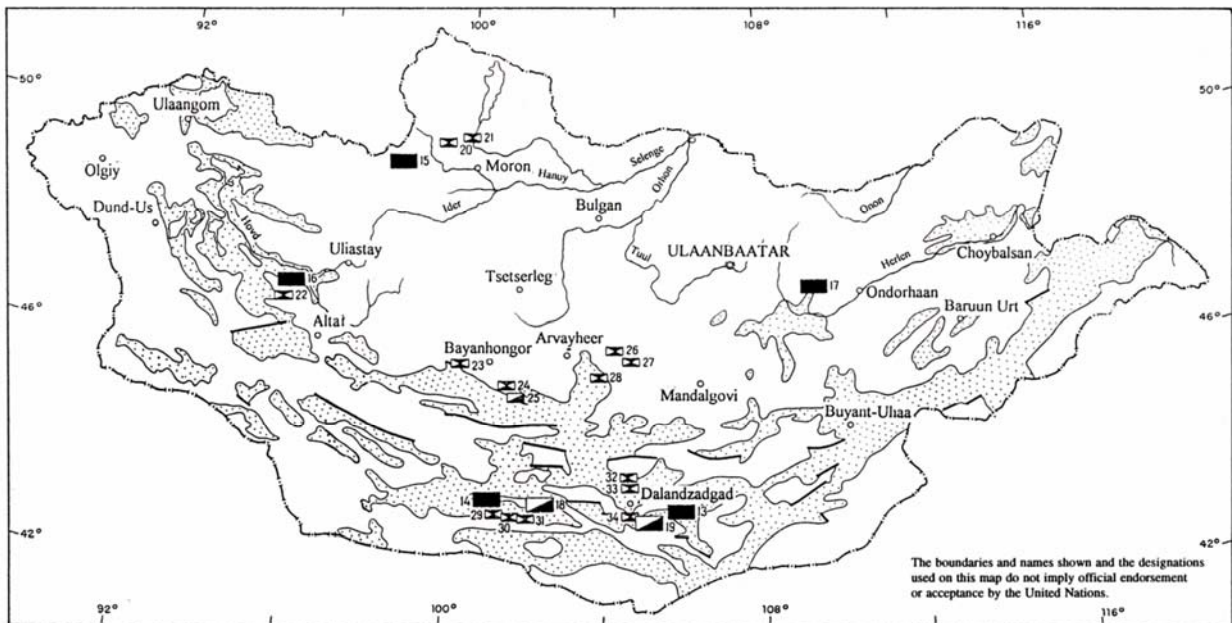 92° 100° 108° 116°
50° 50°
Ulaangom
21
20
15
Moron
Selenge
Hanuy
Orhon
Olgiy
Ider
Onon
Dund-Us
Bulgan
Hovd
Uliastay
Tuul
ULAANBAATAR
Herlen
Choybalsan
16
Tsetserleg
17
Ondorhaan
22
46° 46°
Altai
Baruun Urt
Arvayheer
26
Bayanhongor
27
23
28
24
Mandalgovi
25
Buyant-Uhaa
32
33
Dalandzadgad
14
18
13
29
34
30
31
19
42° 42°
The boundaries and names shown and the designations
used on this map do not imply official endorsement
or acceptance by the United Nations.
92° 100° 108° 116°